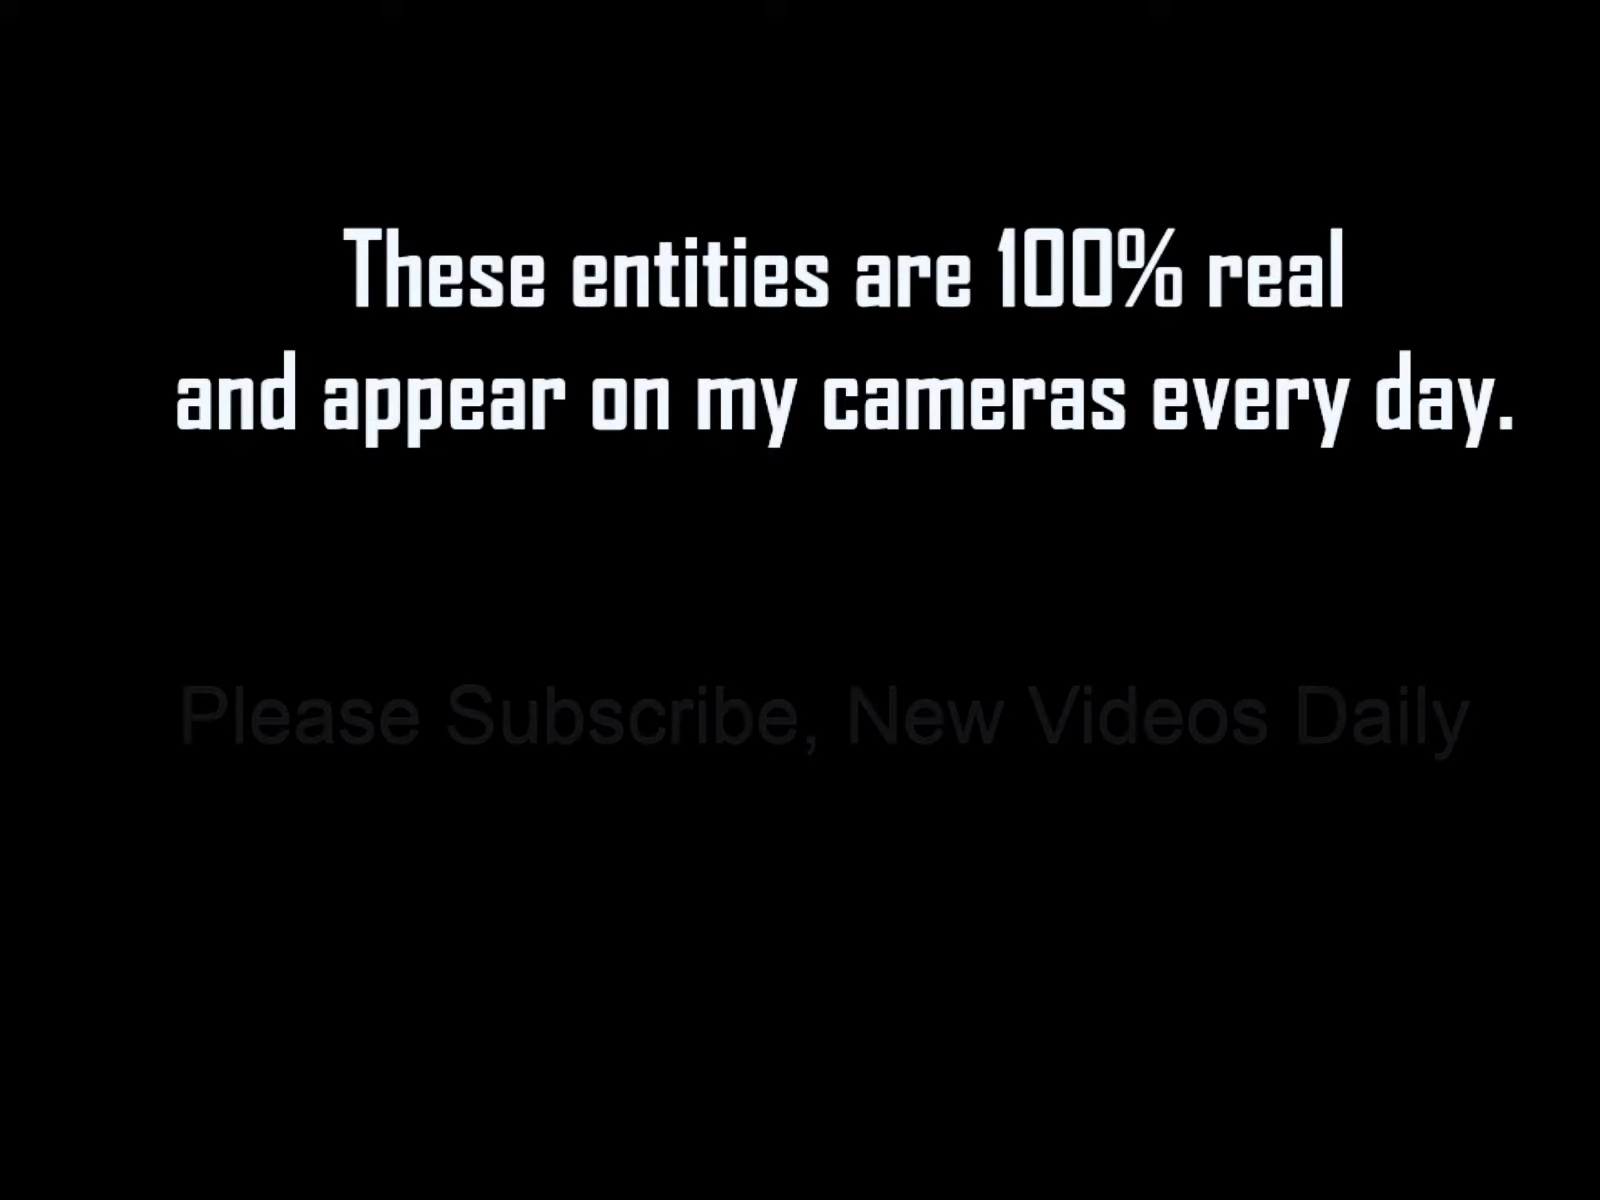 These entities are 100% real
and appear on my cameras every day.
Please Subscribe, New Videos Daily